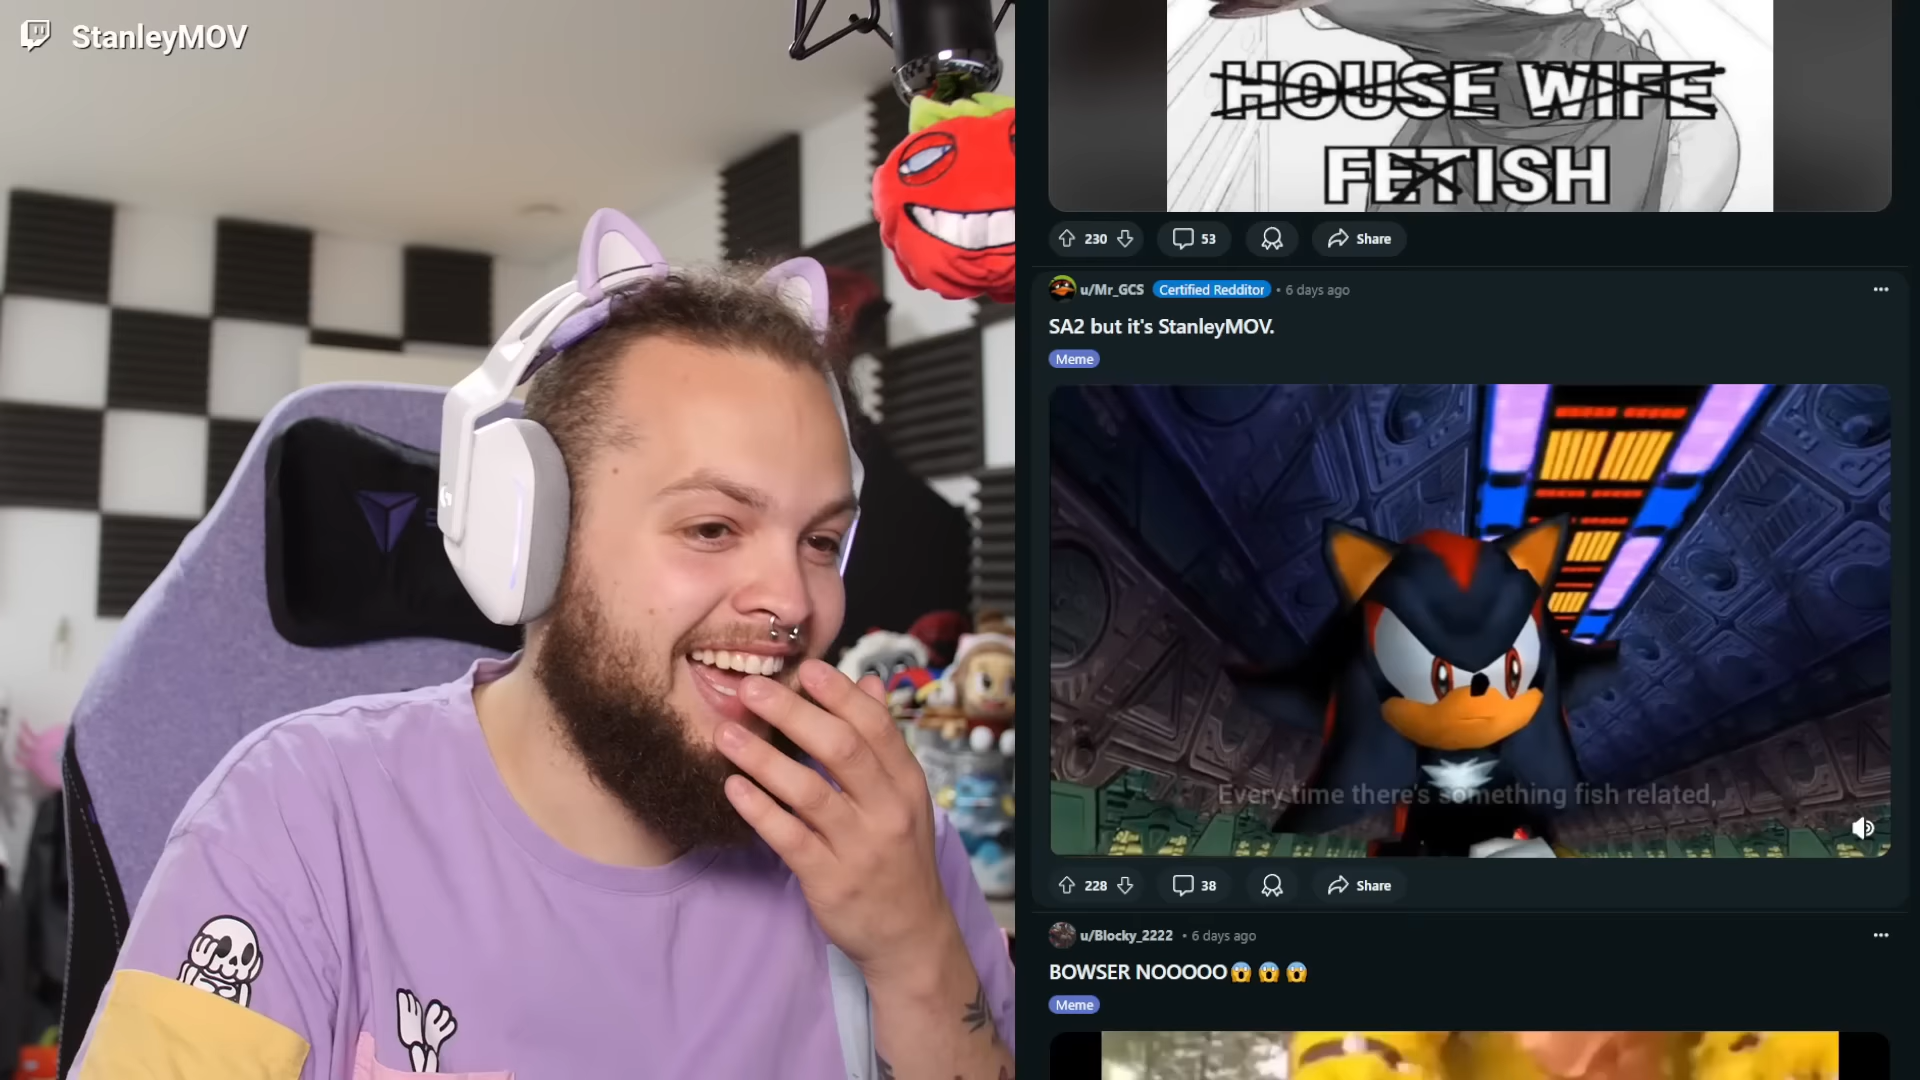 StanleyMOV
HOUSE WIFE
FETISH
230
53
Share
u/Mr_GCS Certified Redditor • 6 days ago
SA2 but it's StanleyMOV.
Meme
Every time there's something fish related,
228
38
Share
u/Blocky_2222 • 6 days ago
BOWSER NOOOOO😱 😱 😱
Meme